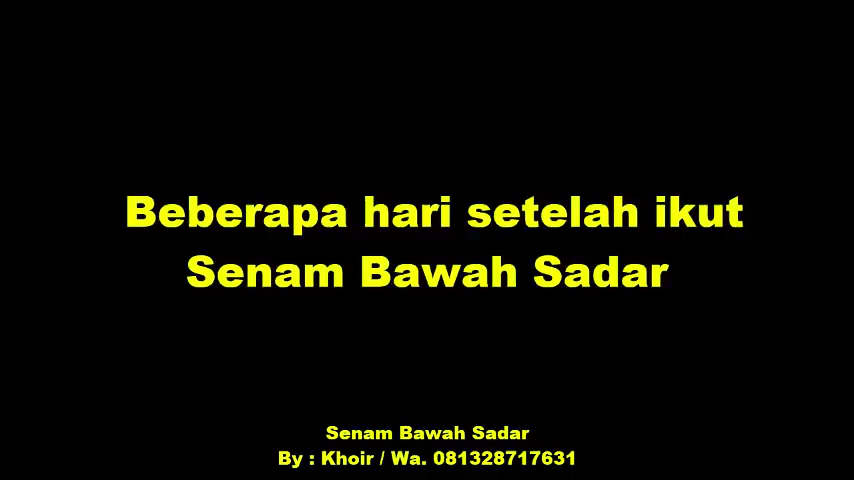 Beberapa hari setelah ikut
Senam Bawah Sadar
Senam Bawah Sadar
By : Khoir / Wa. 081328717631